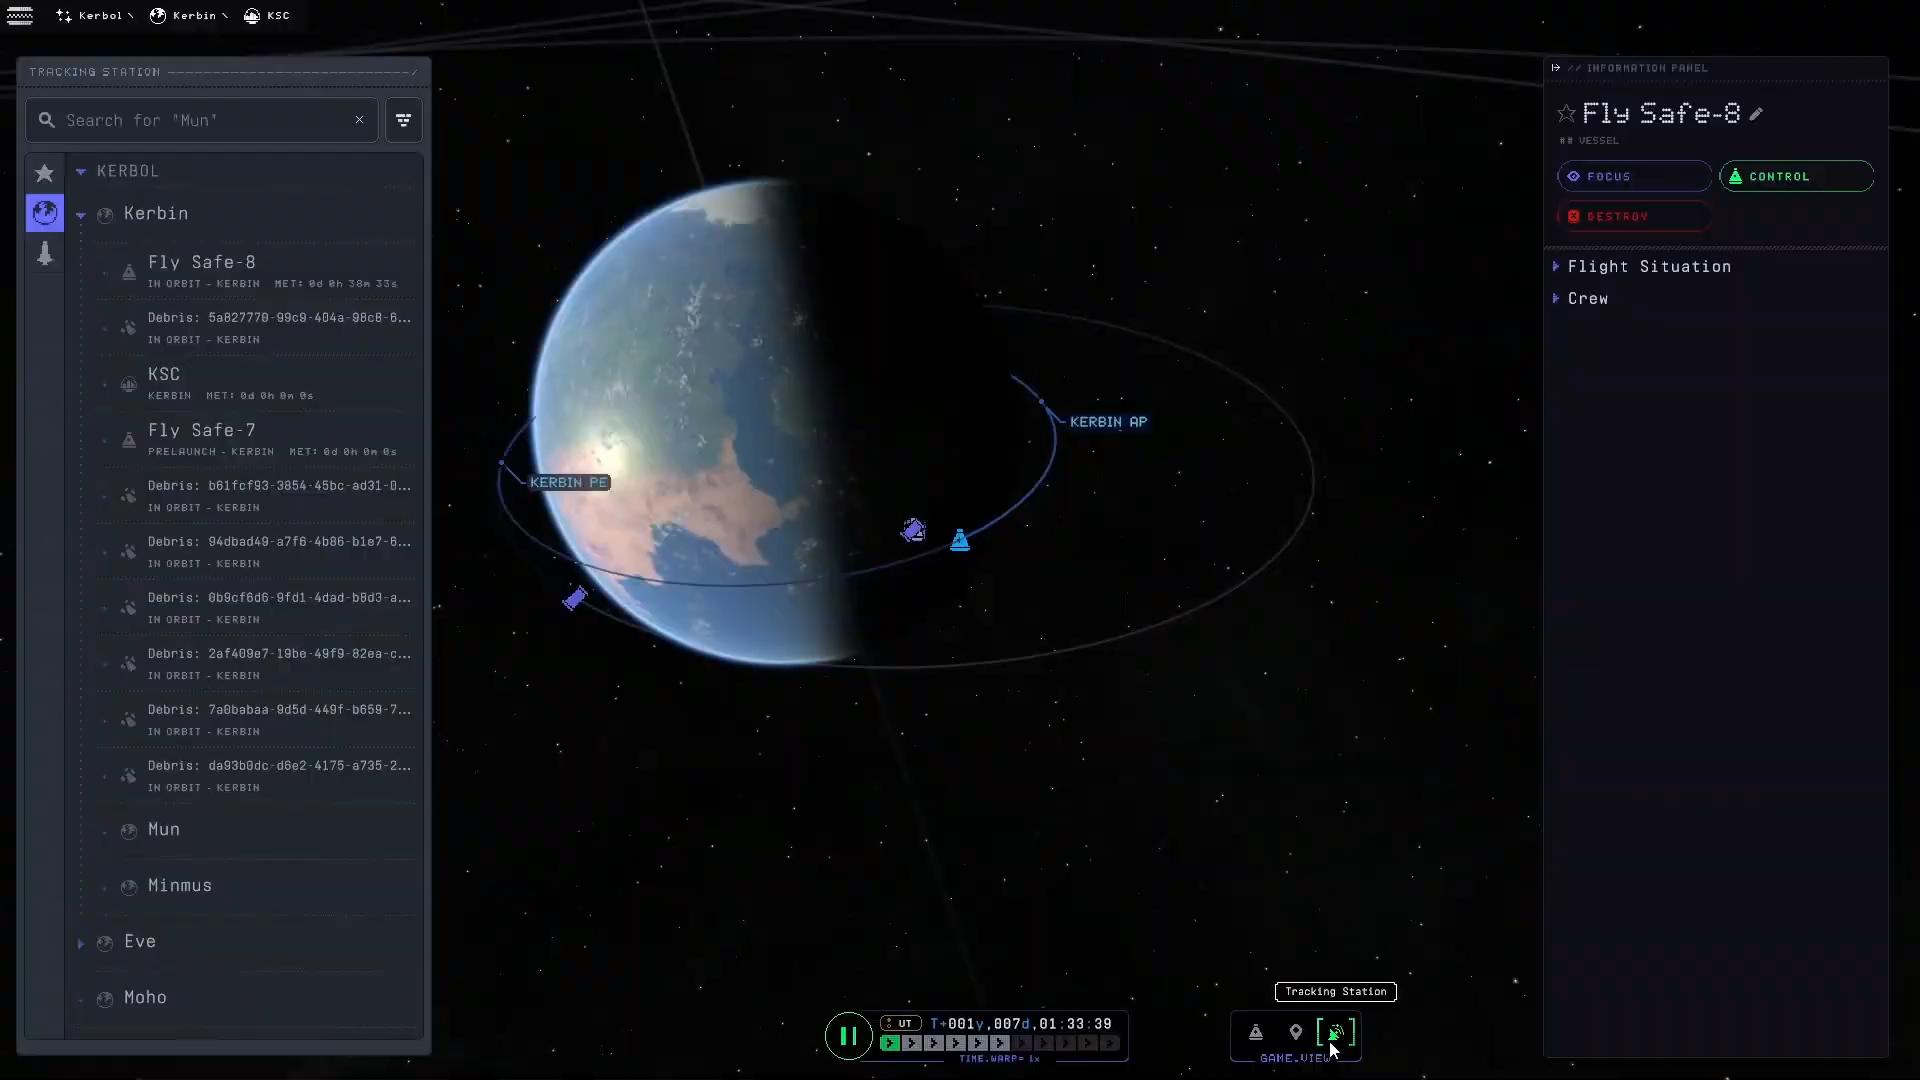 Kerbol \ Kerbin \ KSC
TRACKING STATION
Search for "Mun"
KERBOL
Kerbin
Fly Safe-8
IN ORBIT - KERBIN MET: 0d 0h 38m 33s
Debris: 5a827770-99c9-404a-98c8-6...
IN ORBIT - KERBIN
KSC
KERBIN MET: 0d 0h 0m 0s
Fly Safe-7
PRELAUNCH - KERBIN MET: 0d 0h 0m 0s
Debris: b61fcf93-3854-45bc-ad31-0...
IN ORBIT - KERBIN
Debris: 94dbad49-a7f6-4b86-b1e7-6...
IN ORBIT - KERBIN
Debris: 0b9cf6d6-9fd1-4dad-b8d3-a...
IN ORBIT - KERBIN
Debris: 2af409e7-19be-49f9-82ea-c...
IN ORBIT - KERBIN
Debris: 7a0babaa-9d5d-449f-b659-7...
IN ORBIT - KERBIN
Debris: da93b0dc-d6e2-4175-a735-2...
IN ORBIT - KERBIN
Mun
Minmus
Eve
Moho
KERBIN AP
KERBIN PE
// INFORMATION PANEL
Fly Safe-8
## VESSEL
FOCUS
CONTROL
DESTROY
Flight Situation
Crew
Tracking Station
UT T+001y,007d,01:33:39
TIME.WARP= 1x
GAME.VIEW